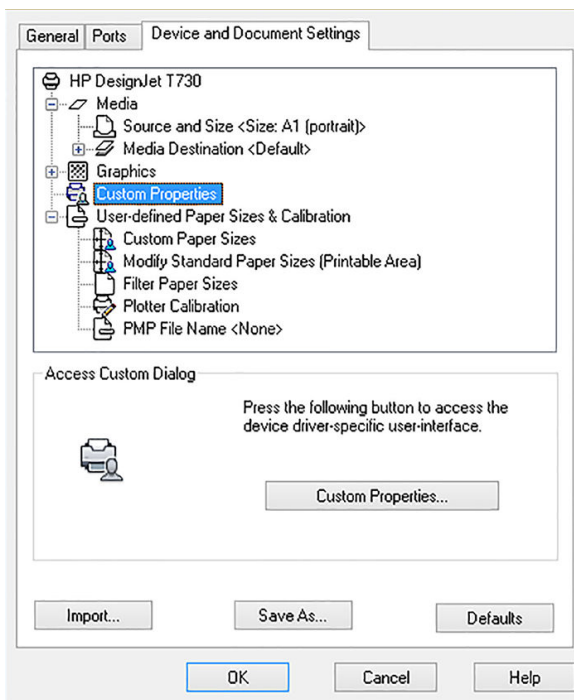 General Ports Device and Document Settings
HP DesignJet T730
Media
Source and Size <Size: A1 (portrait)>
Media Destination <Default>
Graphics
Custom Properties
User-defined Paper Sizes & Calibration
Custom Paper Sizes
Modify Standard Paper Sizes (Printable Area)
Filter Paper Sizes
Plotter Calibration
PMP File Name <None>
Access Custom Dialog
Press the following button to access the
device driver-specific user-interface.
Custom Properties...
Import... Save As... Defaults
OK Cancel Help